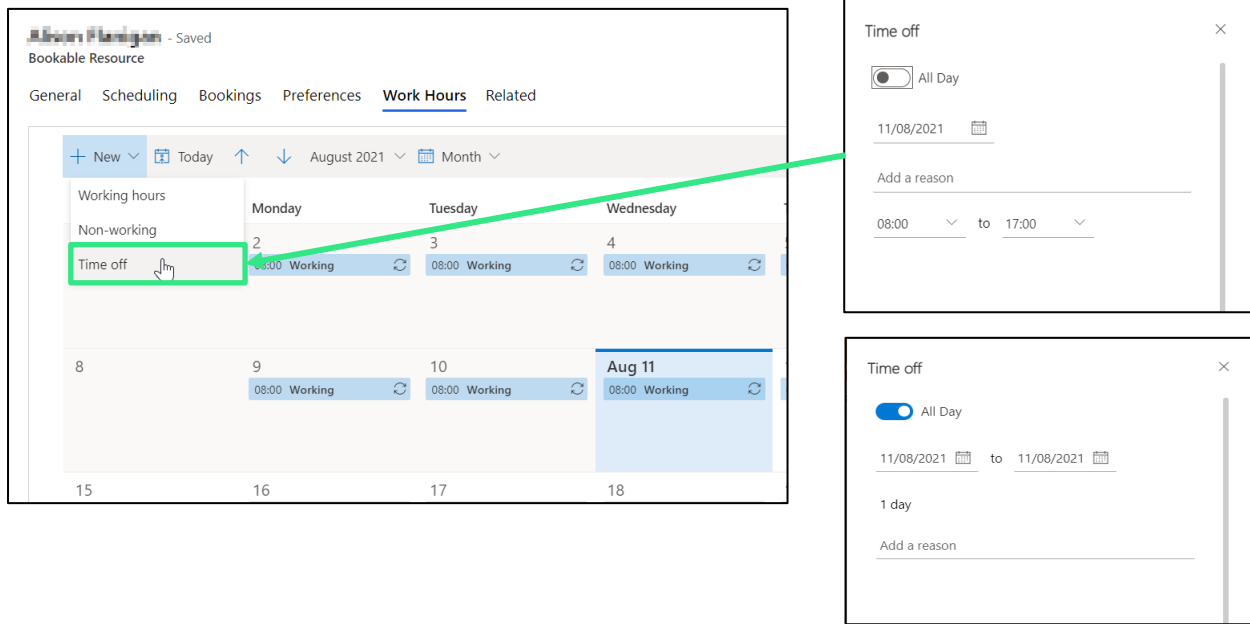 - Saved
Bookable Resource
General Scheduling Bookings Preferences Work Hours Related
New Today August 2021 Month
Working hours
Non-working
Time off
Monday Tuesday Wednesday
2 3 4
08:00 Working 08:00 Working 08:00 Working
8 9 10 Aug 11
08:00 Working 08:00 Working 08:00 Working
15 16 17 18
Time off
All Day
11/08/2021
Add a reason
08:00 to 17:00
Time off
All Day
11/08/2021 to 11/08/2021
1 day
Add a reason